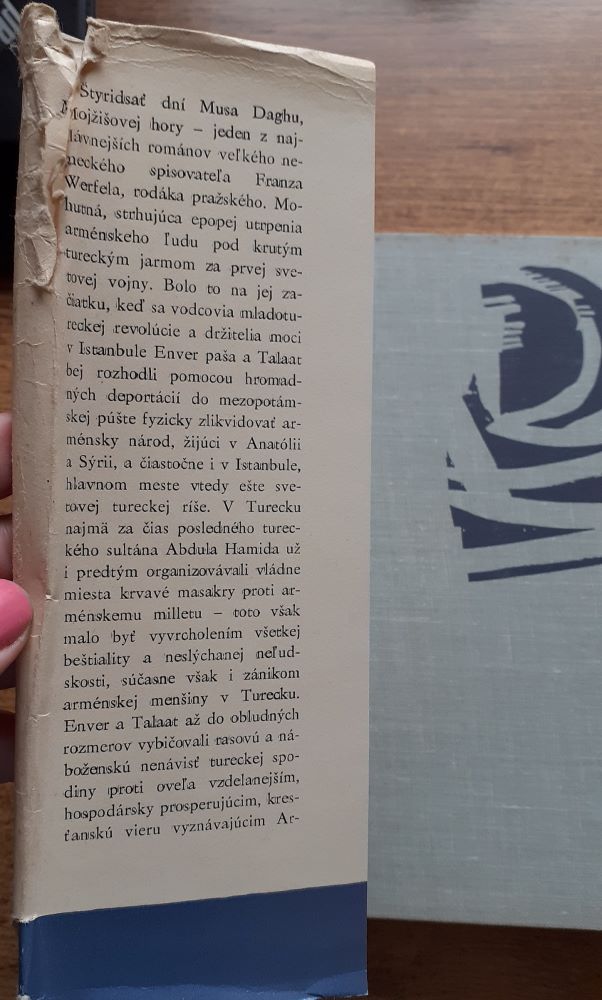 Štyridsať dní Musa Daghu,
Mojžišovej hory – jeden z naj-
slávnejších románov veľkého ne-
meckého spisovateľa Franza
Werfela, rodáka pražského. Mo-
hutná, strhujúca epopej utrpenia
arménskeho ľudu pod krutým
tureckým jarmom za prvej sve-
tovej vojny. Bolo to na jej za-
čiatku, keď sa vodcovia mladotu-
reckej revolúcie a držitelia moci
v Istanbule Enver paša a Talaat
bej rozhodli pomocou hromad-
ných deportácií do mezopotám-
skej púšte fyzicky zlikvidovať ar-
ménsky národ, žijúci v Anatólii
a Sýrii, a čiastočne i v Istanbule,
hlavnom meste vtedy ešte sve-
tovej tureckej ríše. V Turecku
najmä za čias posledného turec-
kého sultána Abdula Hamida už
i predtým organizovávali vládne
miesta krvavé masakry proti ar-
ménskemu milletu – toto však
malo byť vyvrcholením všetkej
beštiality a neslýchanej neľud-
skosti, súčasne však i zánikom
arménskej menšiny v Turecku.
Enver a Talaat až do obludných
rozmerov vybičovali rasovú a ná-
boženskú nenávisť tureckej spo-
diny proti oveľa vzdelanejším,
hospodársky prosperujúcim, kres-
ťanskú vieru vyznávajúcim Ar-